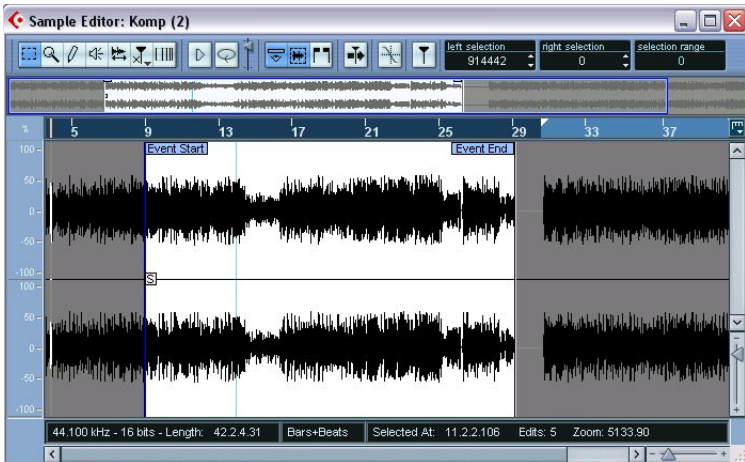 Sample Editor: Komp (2)
left selection
914442
right selection
0
selection range
0
% 5 9 13 17 21 25 29 33 37
Event Start Event End
100
50
0
-50
-100
100
S
50
0
-50
-100
44.100 kHz - 16 bits - Length: 42.2.4.31 Bars+Beats Selected At: 11.2.2.106 Edits: 5 Zoom: 5133.90